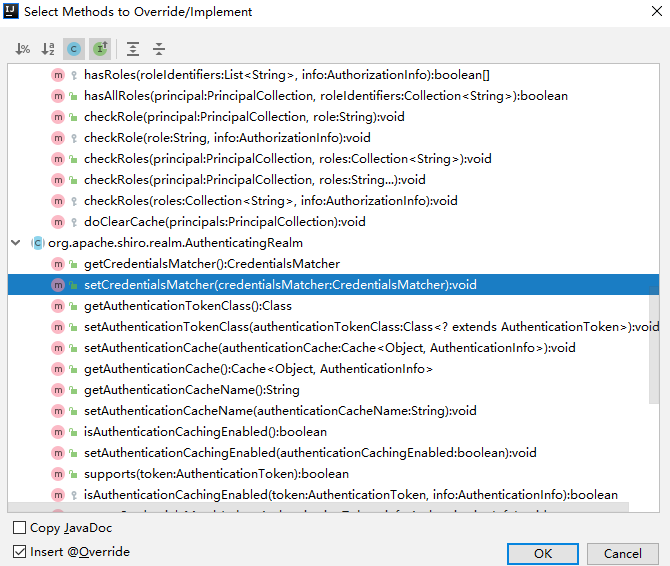 Select Methods to Override/Implement
hasRoles(roleIdentifiers:List<String>, info:AuthorizationInfo):boolean[]
hasAllRoles(principal:PrincipalCollection, roleIdentifiers:Collection<String>):boolean
checkRole(principal:PrincipalCollection, role:String):void
checkRole(role:String, info:AuthorizationInfo):void
checkRoles(principal:PrincipalCollection, roles:Collection<String>):void
checkRoles(principal:PrincipalCollection, roles:String...):void
checkRoles(roles:Collection<String>, info:AuthorizationInfo):void
doClearCache(principals:PrincipalCollection):void
org.apache.shiro.realm.AuthenticatingRealm
getCredentialsMatcher():CredentialsMatcher
setCredentialsMatcher(credentialsMatcher:CredentialsMatcher):void
getAuthenticationTokenClass():Class
setAuthenticationTokenClass(authenticationTokenClass:Class<? extends AuthenticationToken>):void
setAuthenticationCache(authenticationCache:Cache<Object, AuthenticationInfo>):void
getAuthenticationCache():Cache<Object, AuthenticationInfo>
getAuthenticationCacheName():String
setAuthenticationCacheName(authenticationCacheName:String):void
isAuthenticationCachingEnabled():boolean
setAuthenticationCachingEnabled(authenticationCachingEnabled:boolean):void
supports(token:AuthenticationToken):boolean
isAuthenticationCachingEnabled(token:AuthenticationToken, info:AuthenticationInfo):boolean
Copy JavaDoc
Insert @Override
OK
Cancel